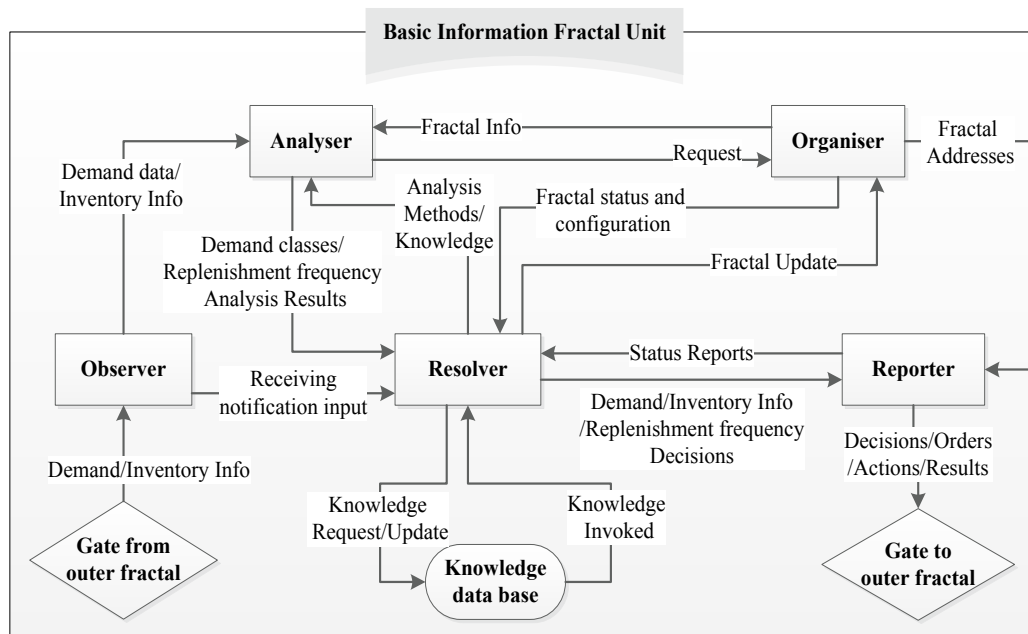 Basic Information Fractal Unit
Analyser
Fractal Info
Organiser
Fractal
Addresses
Request
Demand data/
Inventory Info
Analysis
Methods/
Knowledge
Fractal status and
configuration
Demand classes/
Replenishment frequency
Analysis Results
Fractal Update
Observer
Receiving
notification input
Resolver
Status Reports
Reporter
Demand/Inventory Info
/Replenishment frequency
Decisions
Decisions/Orders
/Actions/Results
Demand/Inventory Info
Knowledge
Request/Update
Knowledge
Invoked
Gate from
outer fractal
Knowledge
data base
Gate to
outer fractal